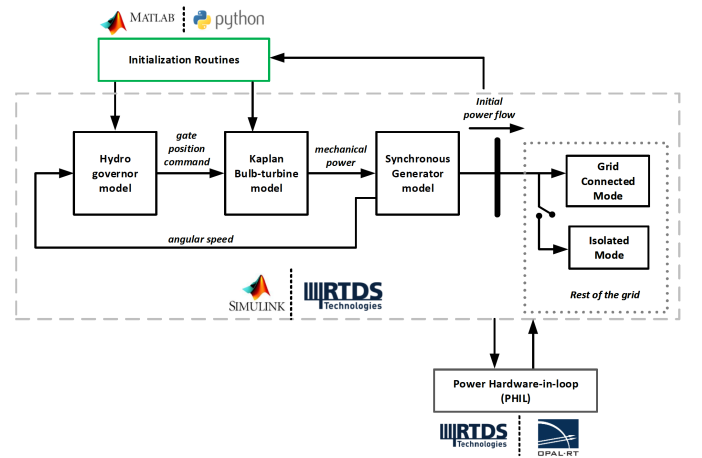 MATLAB
python
Initialization Routines
Initial
power flow
Hydro
governor
model
gate
position
command
Kaplan
Bulb-turbine
model
mechanical
power
Synchronous
Generator
model
Grid
Connected
Mode
Isolated
Mode
angular speed
Rest of the grid
SIMULINK
RTDS
Technologies
Power Hardware-in-loop
(PHIL)
RTDS
Technologies
OPAL-RT